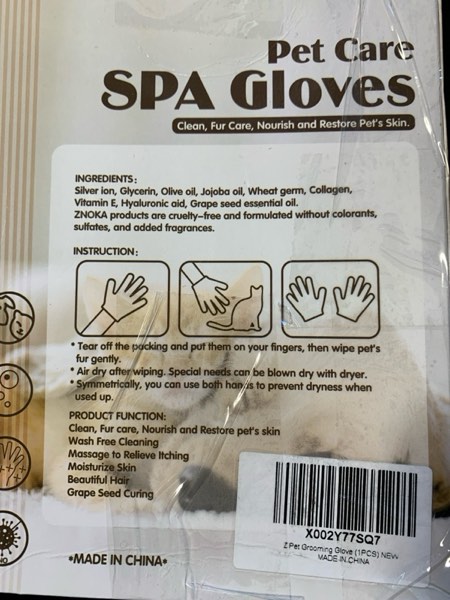 Pet Care
SPA Gloves
Clean, Fur Care, Nourish and Restore Pet's Skin.
INGREDIENTS:
Silver ion, Glycerin, Olive oil, Jojoba oil, Wheat germ, Collagen,
Vitamin E, Hyaluronic aid, Grape seed essential oil.
ZNOKA products are cruelty-free and formulated without colorants,
sulfates, and added fragrances.
INSTRUCTION:
* Tear off the packing and put them on your fingers, then wipe pet's
fur gently.
* Air dry after wiping. Special needs can be blown dry with dryer.
* Symmetrically, you can use both hands to prevent dryness when
used up.
PRODUCT FUNCTION:
Clean, Fur care, Nourish and Restore pet's skin
Wash Free Cleaning
Massage to Relieve Itching
Moisturize Skin
Beautiful Hair
Grape Seed Curing
X002Y77SQ7
Z Pet Grooming Glove (1PCS) NEW
MADE IN CHINA
•MADE IN CHINA•